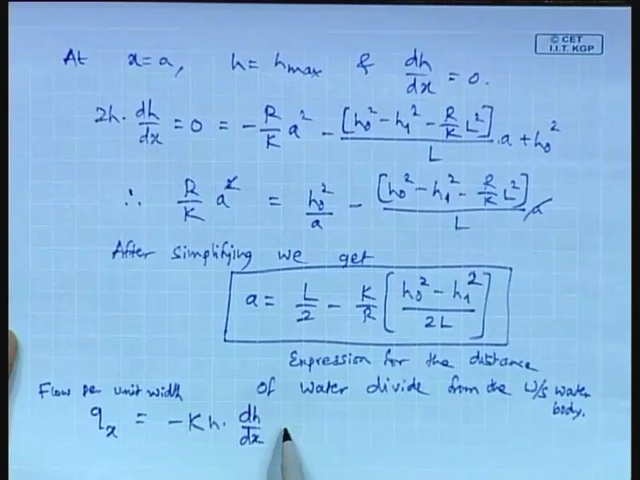 © CET
I.I.T. KGP
At x=a, h = hmax & dh/dx = 0.
2h. dh/dx = 0 = -R/K a² - [h₀² - h₁² - R/K L²]/L .a + h₀²
∴ R/K a² = h₀²/a - [h₀² - h₁² - R/K L²]/L a
After simplifying we get
a = L/2 - K/R [h₀² - h₁²/2L]
Expression for the distance
of water divide from the u/s water
body.
Flow per unit width
qₓ = -Kh. dh/dx